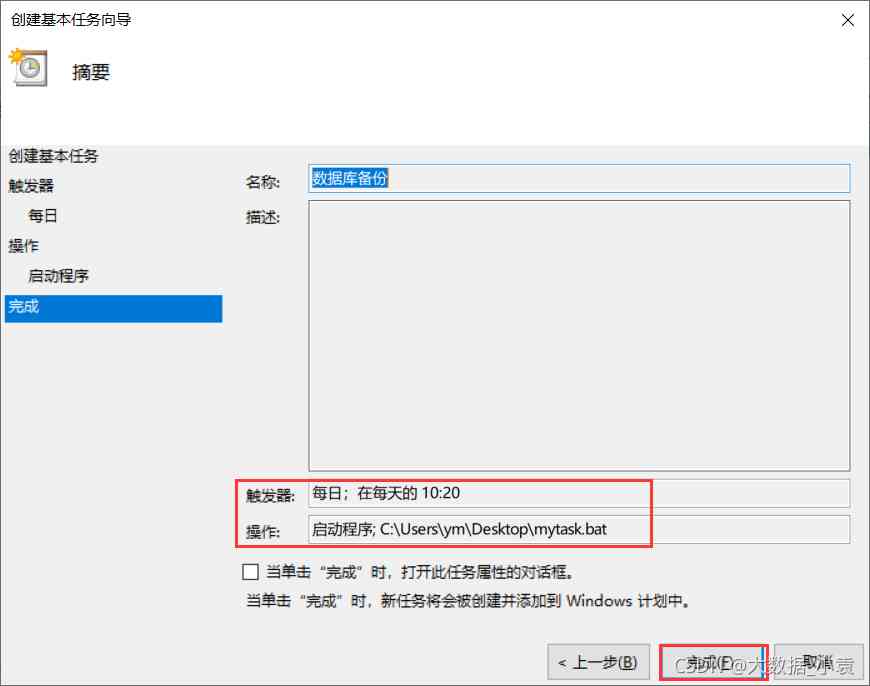 创建基本任务向导
摘要
创建基本任务
触发器
每日
操作
启动程序
完成
名称: 数据库备份
描述:
触发器: 每日；在每天的 10:20
操作: 启动程序; C:\Users\ym\Desktop\mytask.bat
当单击“完成”时，打开此任务属性的对话框。
当单击“完成”时，新任务将会被创建并添加到 Windows 计划中。
< 上一步(B) 完成(F) 取消
CSDN @大数据_小袁